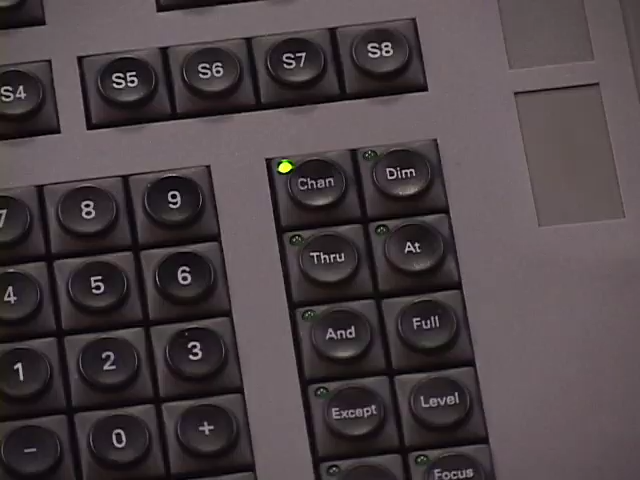 S4 S5 S6 S7 S8
7 8 9 Chan Dim
4 5 6 Thru At
1 2 3 And Full
- 0 + Except Level
Focus